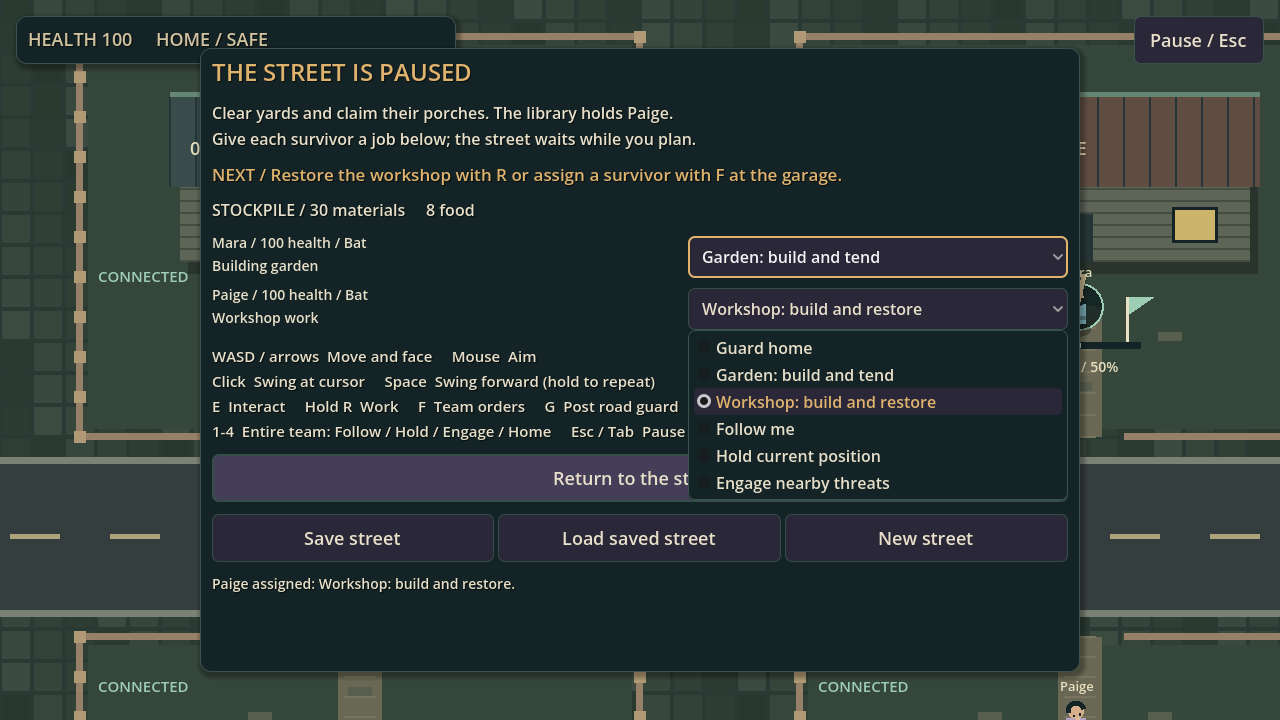 HEALTH 100 HOME / SAFE
Pause / Esc
THE STREET IS PAUSED
Clear yards and claim their porches. The library holds Paige.
Give each survivor a job below; the street waits while you plan.
NEXT / Restore the workshop with R or assign a survivor with F at the garage.
STOCKPILE / 30 materials 8 food
Mara / 100 health / Bat
Building garden
Garden: build and tend
Paige / 100 health / Bat
Workshop work
Workshop: build and restore
Guard home
Garden: build and tend
Workshop: build and restore
Follow me
Hold current position
Engage nearby threats
WASD / arrows Move and face Mouse Aim
Click Swing at cursor Space Swing forward (hold to repeat)
E Interact Hold R Work F Team orders G Post road guard
1-4 Entire team: Follow / Hold / Engage / Home Esc / Tab Pause
Return to the st
Save street
Load saved street
New street
Paige assigned: Workshop: build and restore.
CONNECTED
/ 50%
CONNECTED
CONNECTED
Paige